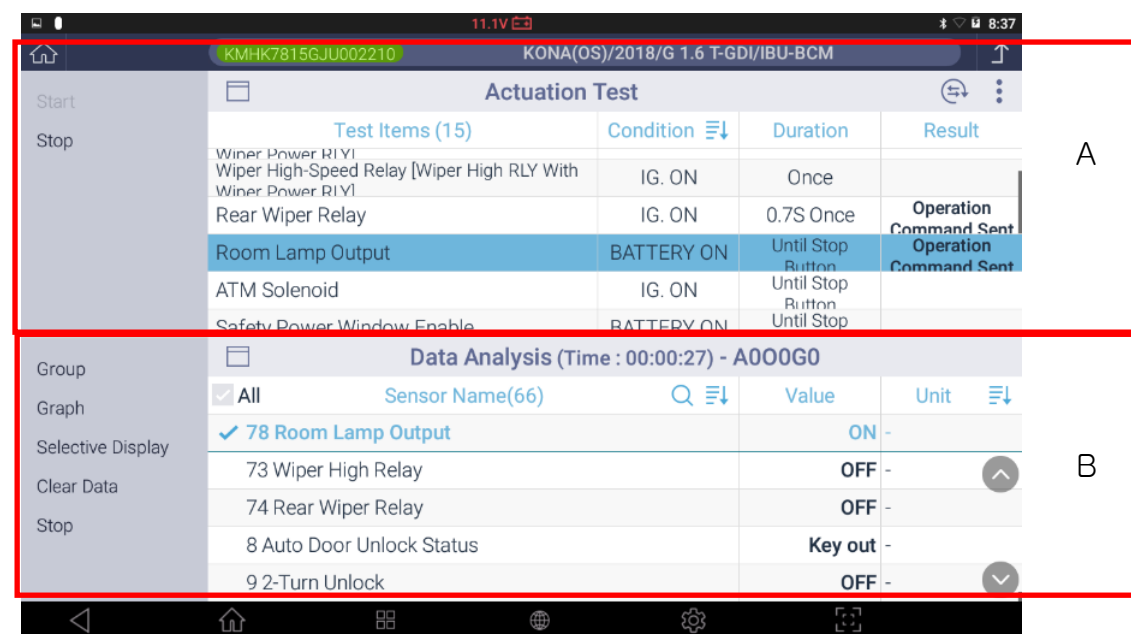 11.1V
8:37
KMHK7815GJU002210 KONA(OS)/2018/G 1.6 T-GDI/IBU-BCM
Start
Stop
Actuation Test
Test Items (15) Condition Duration Result
Wiper Power RLY]
Wiper High-Speed Relay [Wiper High RLY With
Wiper Power RLY] IG. ON Once
Rear Wiper Relay IG. ON 0.7S Once Operation
Command Sent
Room Lamp Output BATTERY ON Until Stop
Button Operation
Command Sent
ATM Solenoid IG. ON Until Stop
Button
Safety Power Window Enable BATTERY ON Until Stop
A
Group
Graph
Selective Display
Clear Data
Stop
Data Analysis (Time : 00:00:27) - A0O0G0
All Sensor Name(66) Value Unit
78 Room Lamp Output ON -
73 Wiper High Relay OFF -
74 Rear Wiper Relay OFF -
8 Auto Door Unlock Status Key out -
9 2-Turn Unlock OFF -
B